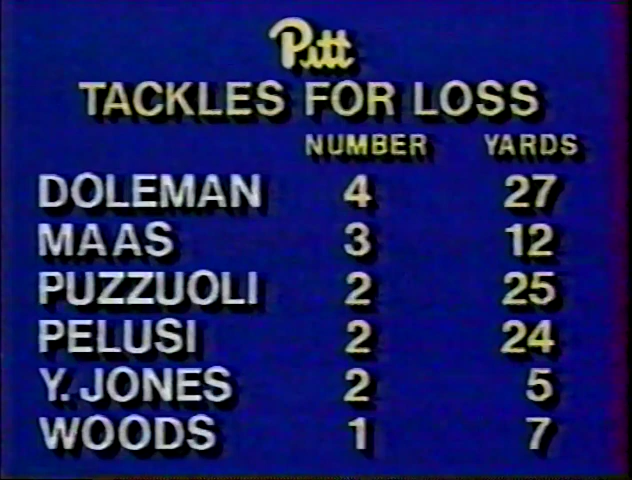 Pitt
TACKLES FOR LOSS
NUMBER YARDS
DOLEMAN 4 27
MAAS 3 12
PUZZUOLI 2 25
PELUSI 2 24
Y. JONES 2 5
WOODS 1 7